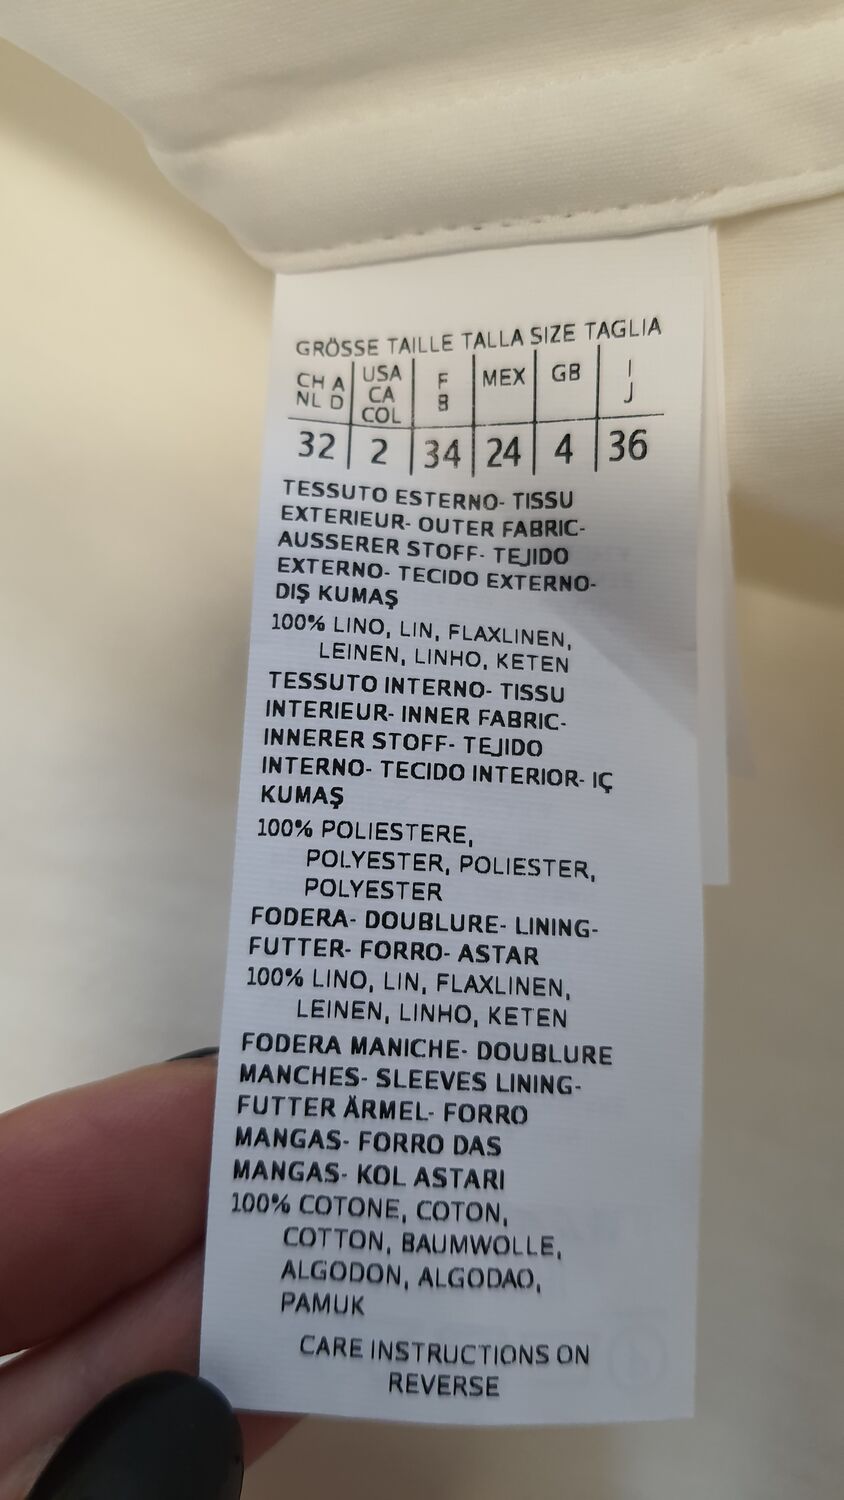 GRÖSSE TAILLE TALLA SIZE TAGLIA
CH A USA F MEX GB I
NL D CA B J
COL
32 2 34 24 4 36
TESSUTO ESTERNO- TISSU
EXTERIEUR- OUTER FABRIC-
AUSSERER STOFF- TEJIDO
EXTERNO- TECIDO EXTERNO-
DIŞ KUMAŞ
100% LINO, LIN, FLAXLINEN,
LEINEN, LINHO, KETEN
TESSUTO INTERNO- TISSU
INTERIEUR- INNER FABRIC-
INNERER STOFF- TEJIDO
INTERNO- TECIDO INTERIOR- IÇ
KUMAŞ
100% POLIESTERE,
POLYESTER, POLIESTER,
POLYESTER
FODERA- DOUBLURE- LINING-
FUTTER- FORRO- ASTAR
100% LINO, LIN, FLAXLINEN,
LEINEN, LINHO, KETEN
FODERA MANICHE- DOUBLURE
MANCHES- SLEEVES LINING-
FUTTER ÄRMEL- FORRO
MANGAS- FORRO DAS
MANGAS- KOL ASTARI
100% COTONE, COTON,
COTTON, BAUMWOLLE,
ALGODON, ALGODAO,
PAMUK
CARE INSTRUCTIONS ON
REVERSE